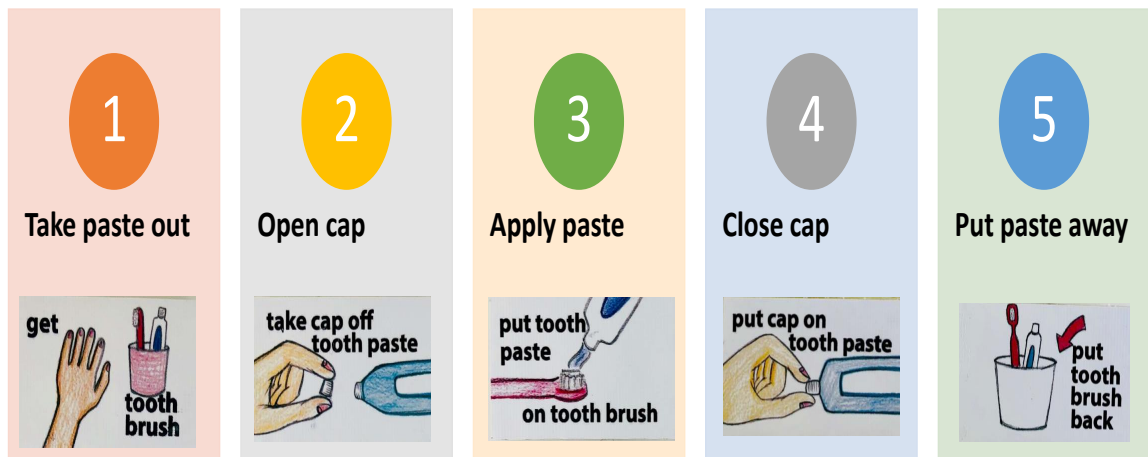 1
Take paste out
get
tooth
brush
2
Open cap
take cap off
tooth paste
3
Apply paste
put tooth
paste
on tooth brush
4
Close cap
put cap on
tooth paste
5
Put paste away
put
tooth
brush
back